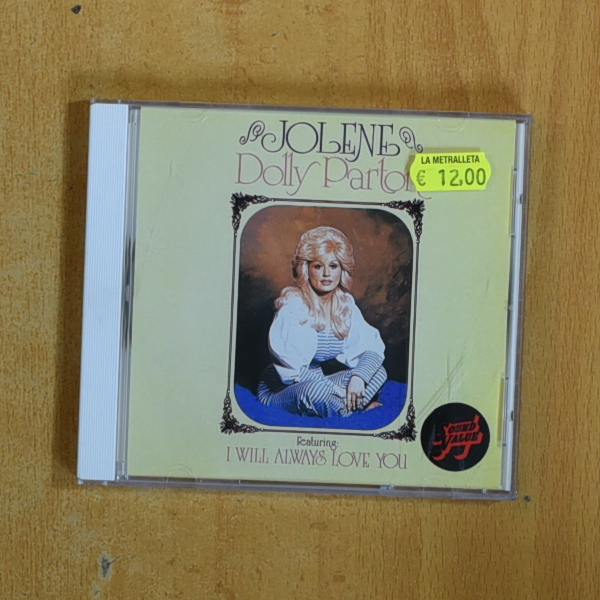 JOLENE
Dolly Parton
LA METRALLETA
€ 12,00
Featuring:
I WILL ALWAYS LOVE YOU
SOUND
VALUE